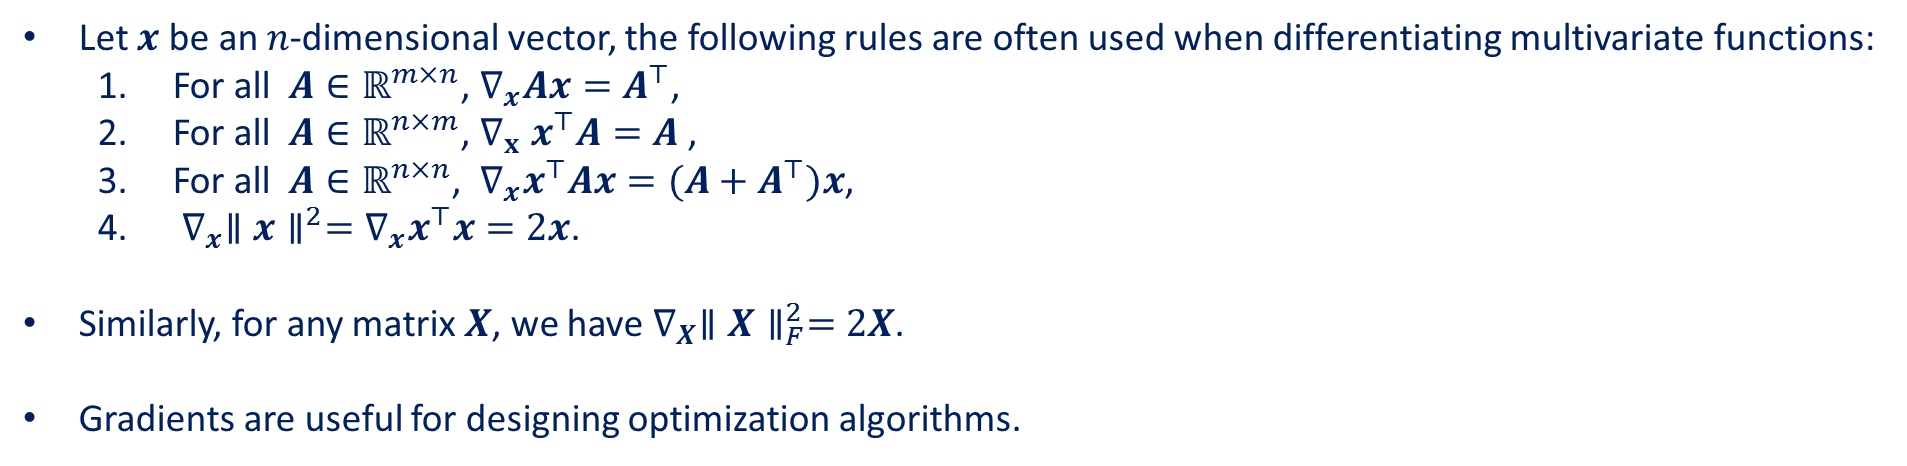 • Let 𝒙 be an 𝑛-dimensional vector, the following rules are often used when differentiating multivariate functions:
1. For all 𝑨 ∈ ℝ^{𝑚×𝑛}, ∇_𝒙 𝑨𝒙 = 𝑨^⊤,
2. For all 𝑨 ∈ ℝ^{𝑛×𝑚}, ∇_𝐱 𝒙^⊤𝑨 = 𝑨 ,
3. For all 𝑨 ∈ ℝ^{𝑛×𝑛}, ∇_𝒙 𝒙^⊤𝑨𝒙 = (𝑨 + 𝑨^⊤)𝒙,
4. ∇_𝒙 ∥ 𝒙 ∥^2 = ∇_𝒙 𝒙^⊤𝒙 = 2𝒙.
• Similarly, for any matrix 𝑿, we have ∇_𝑿 ∥ 𝑿 ∥_𝐹^2 = 2𝑿.
• Gradients are useful for designing optimization algorithms.